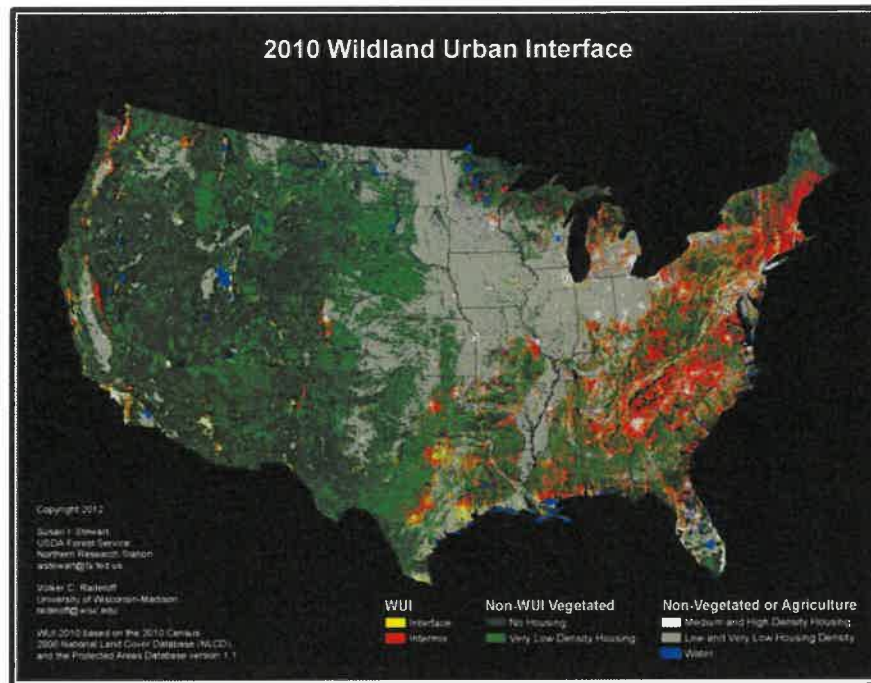 2010 Wildland Urban Interface
Copyright 2012
Susan I. Stewart
USDA Forest Service
Northern Research Station
Volker C. Radeloff
University of Wisconsin-Madison
WUI 2010 based on the 2010 Census
2006 National Land Cover Database (NLCD),
and the Protected Areas Database version 1.1
WUI
Interface
Intermix
Non-WUI Vegetated
No Housing
Very Low Density Housing
Non-Vegetated or Agriculture
Medium and High Density Housing
Low and Very Low Housing Density
Water